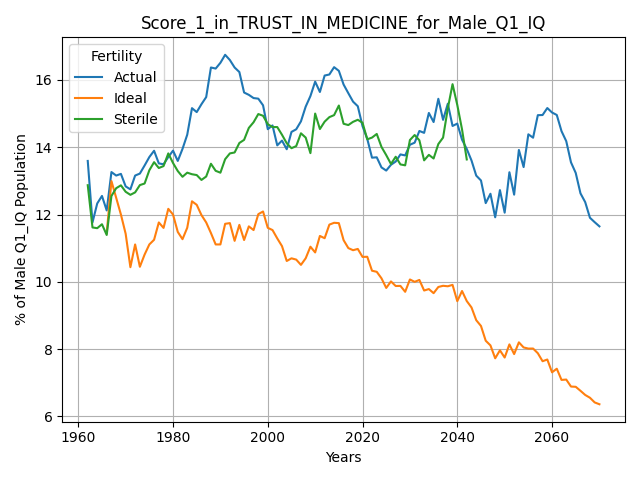 Score_1_in_TRUST_IN_MEDICINE_for_Male_Q1_IQ
Fertility
Actual
Ideal
Sterile
% of Male Q1_IQ Population
16
14
12
10
8
6
1960
1980
2000
2020
2040
2060
Years